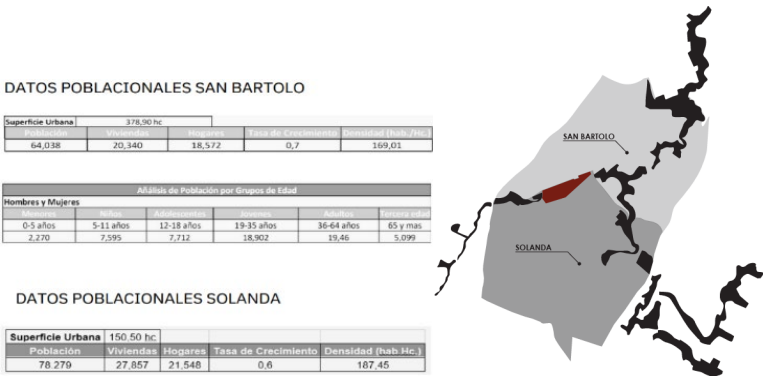 DATOS POBLACIONALES SAN BARTOLO
Superficie Urbana 378,90 hc
Población Viviendas Hogares Tasa de Crecimiento Densidad (hab./Hc.)
64,038 20,340 18,572 0,7 169,01
Añálisis de Población por Grupos de Edad
Hombres y Mujeres
Menores Niños Adolescentes Jovenes Adultos Tercera edad
0-5 años 5-11 años 12-18 años 19-35 años 36-64 años 65 y mas
2,270 7,595 7,712 18,902 19,46 5,099
DATOS POBLACIONALES SOLANDA
Superficie Urbana 150,50 hc
Población Viviendas Hogares Tasa de Crecimiento Densidad (hab Hc.)
78.279 27,857 21,548 0,6 187,45
SAN BARTOLO
SOLANDA